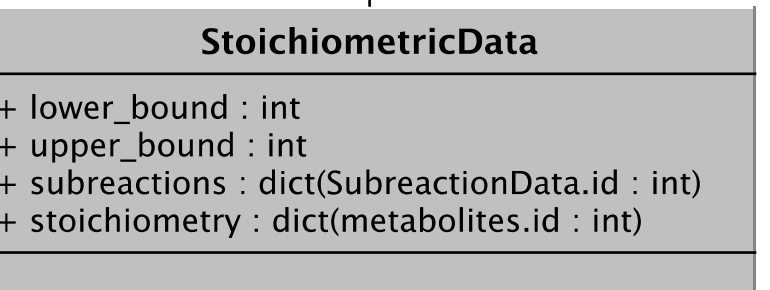 StoichiometricData
+ lower_bound : int
+ upper_bound : int
+ subreactions : dict(SubreactionData.id : int)
+ stoichiometry : dict(metabolites.id : int)